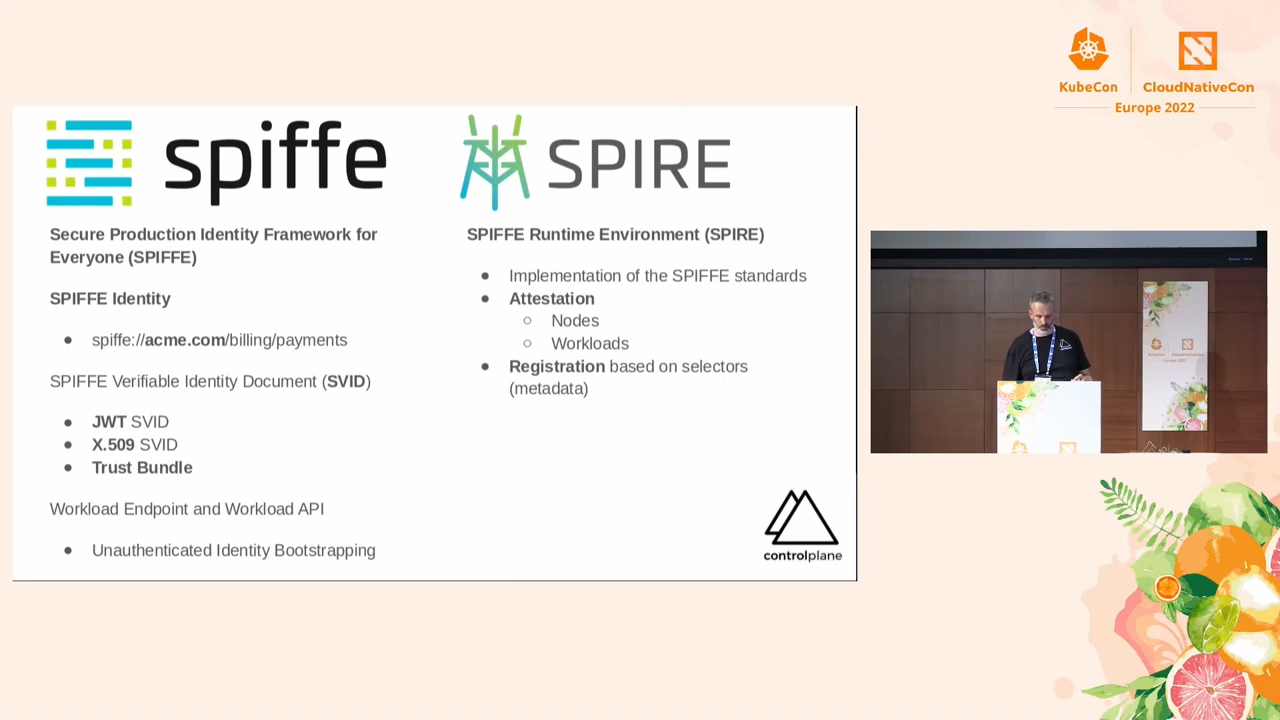 KubeCon
CloudNativeCon
Europe 2022
spiffe
SPIRE
Secure Production Identity Framework for
Everyone (SPIFFE)
SPIFFE Identity
● spiffe://acme.com/billing/payments
SPIFFE Verifiable Identity Document (SVID)
● JWT SVID
● X.509 SVID
● Trust Bundle
Workload Endpoint and Workload API
● Unauthenticated Identity Bootstrapping
SPIFFE Runtime Environment (SPIRE)
● Implementation of the SPIFFE standards
● Attestation
○ Nodes
○ Workloads
● Registration based on selectors
(metadata)
controlplane